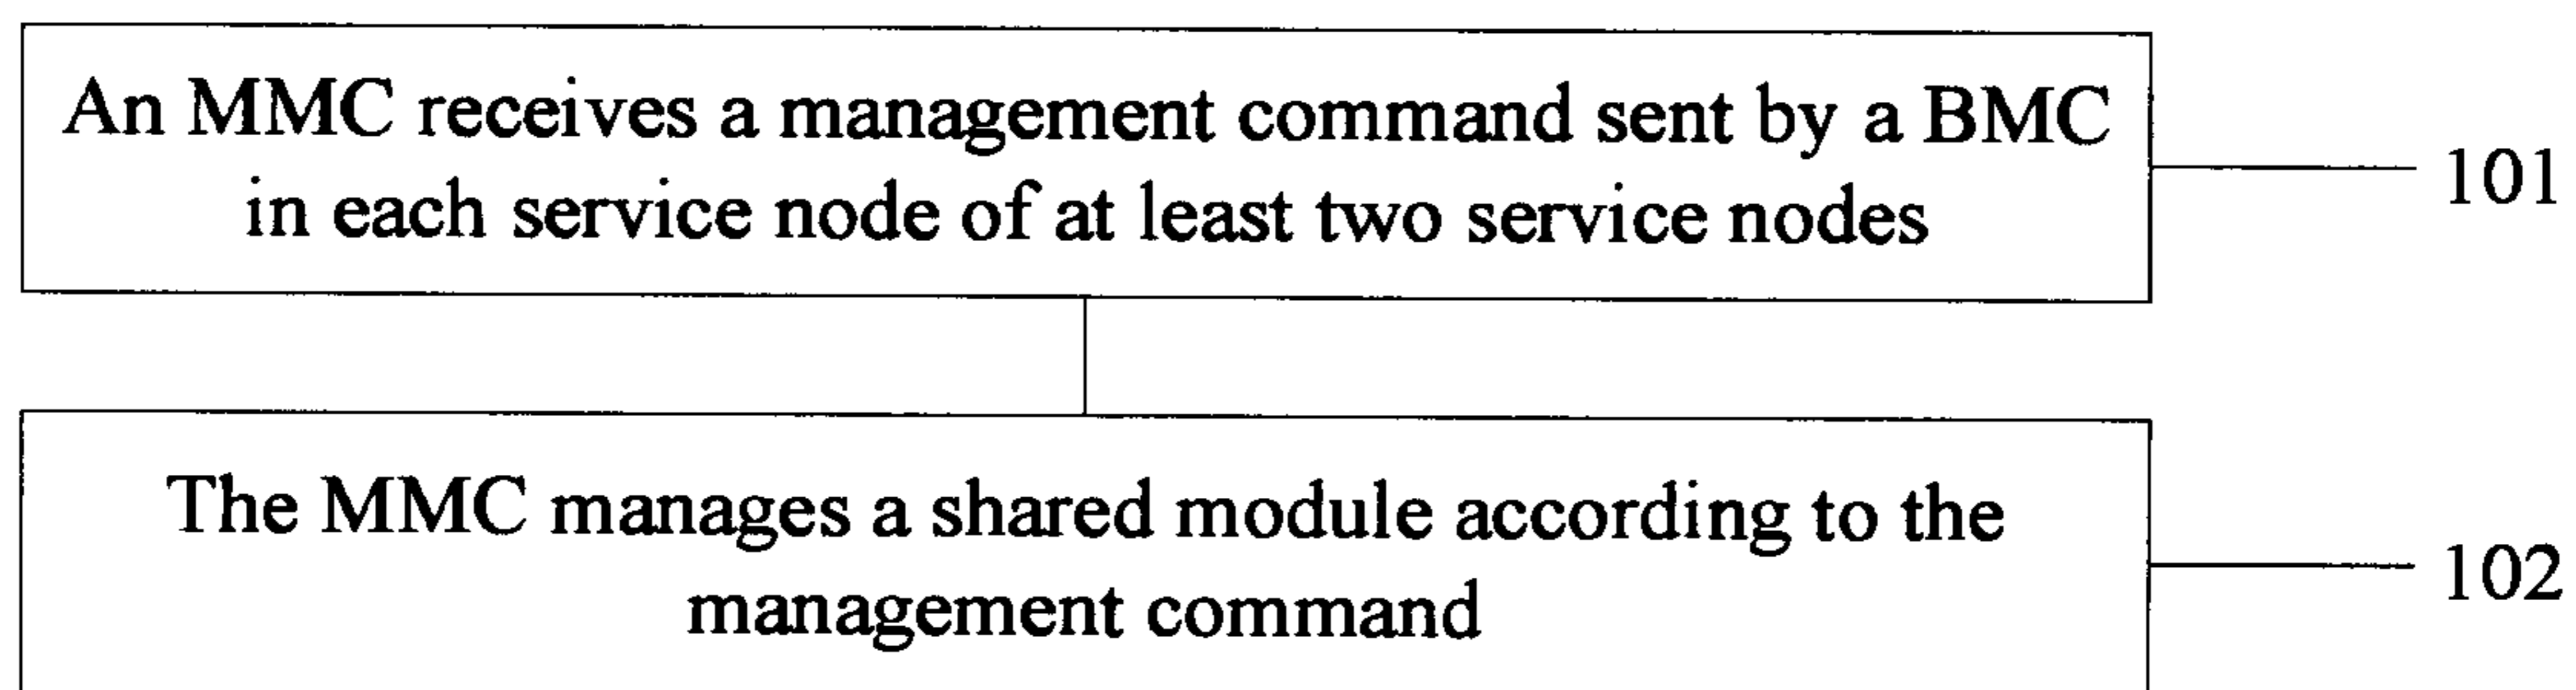 An MMC receives a management command sent by a BMC
in each service node of at least two service nodes
101
The MMC manages a shared module according to the
management command
102